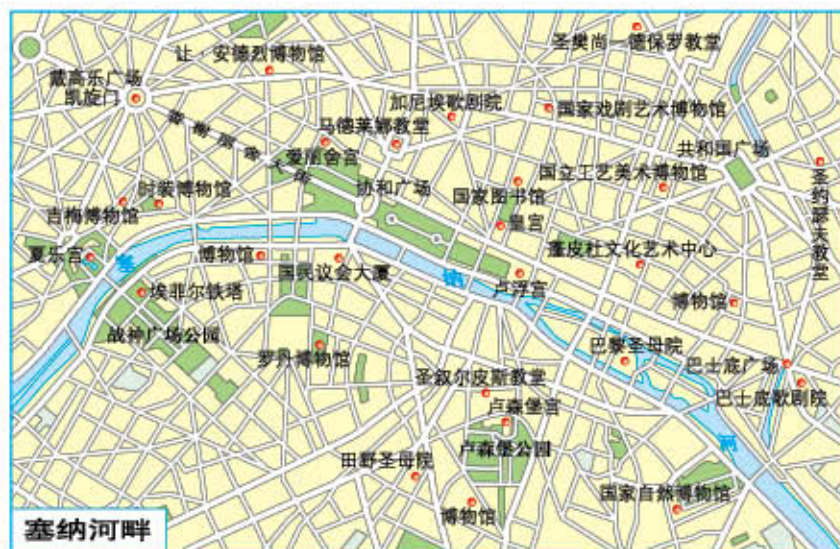 让·安德烈博物馆
圣樊尚—德保罗教堂
戴高乐广场
凯旋门
加尼埃歌剧院
国家戏剧艺术博物馆
马德莱娜教堂
香榭丽舍大街
爱丽舍宫
共和国广场
国立工艺美术博物馆
协和广场
国家图书馆
时装博物馆
吉梅博物馆
皇宫
圣约瑟夫教堂
夏乐宫
塞
博物馆
国民议会大厦
纳
蓬皮杜文化艺术中心
卢浮宫
埃菲尔铁塔
博物馆
战神广场公园
罗丹博物馆
巴黎圣母院
巴士底广场
巴士底歌剧院
圣叙尔皮斯教堂
卢森堡宫
卢森堡公园
河
田野圣母院
国家自然博物馆
博物馆
塞纳河畔